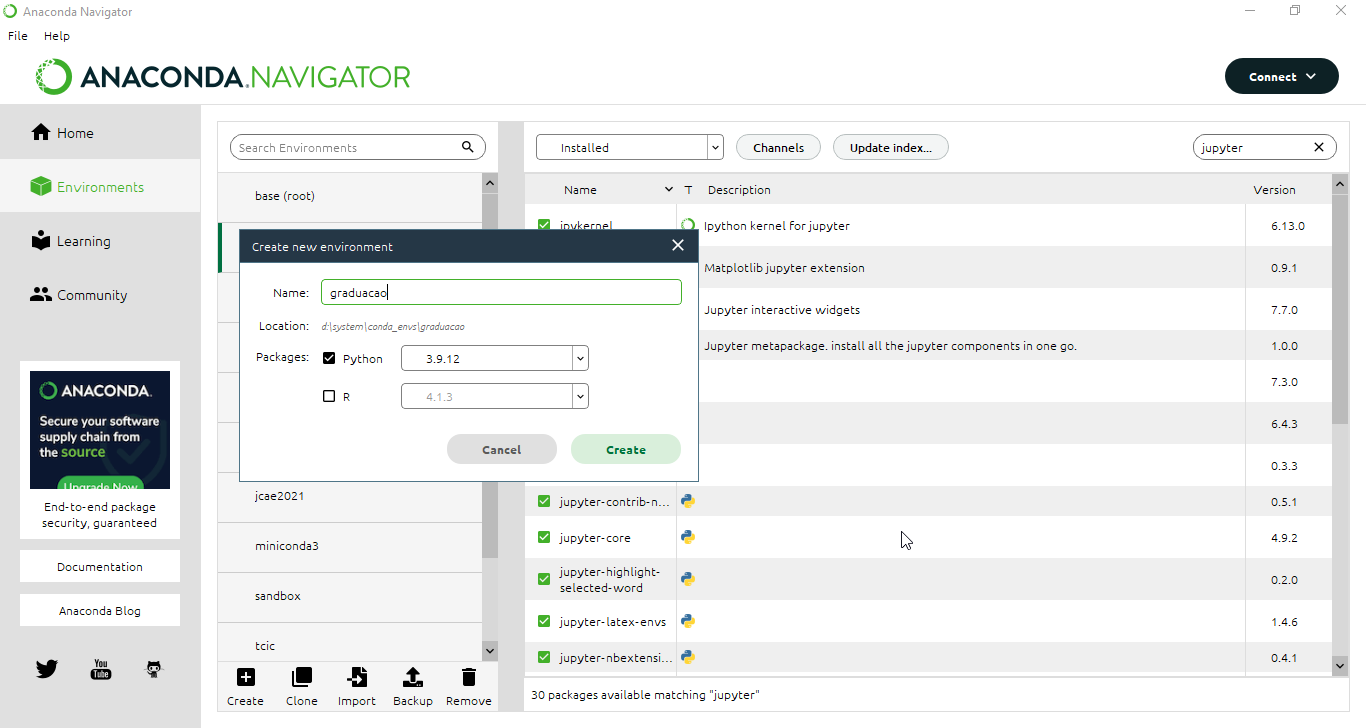 Anaconda Navigator
File Help
ANACONDA.NAVIGATOR
Connect
Home
Environments
Learning
Community
ANACONDA.
Secure your software
supply chain from
the source
Upgrade Now
End-to-end package
security, guaranteed
Documentation
Anaconda Blog
You
Tube
Search Environments
base (root)
jcae2021
miniconda3
sandbox
tcic
Create Clone Import Backup Remove
Create new environment
Name: graduacao
Location: d:\system\conda_envs\graduacao
Packages: Python 3.9.12
R 4.1.3
Cancel Create
Installed Channels Update index... jupyter
Name T Description Version
ipykernel Ipython kernel for jupyter 6.13.0
Matplotlib jupyter extension 0.9.1
Jupyter interactive widgets 7.7.0
Jupyter metapackage. install all the jupyter components in one go. 1.0.0
7.3.0
6.4.3
0.3.3
jupyter-contrib-n... 0.5.1
jupyter-core 4.9.2
jupyter-highlight-
selected-word 0.2.0
jupyter-latex-envs 1.4.6
jupyter-nbextensi... 0.4.1
30 packages available matching "jupyter"